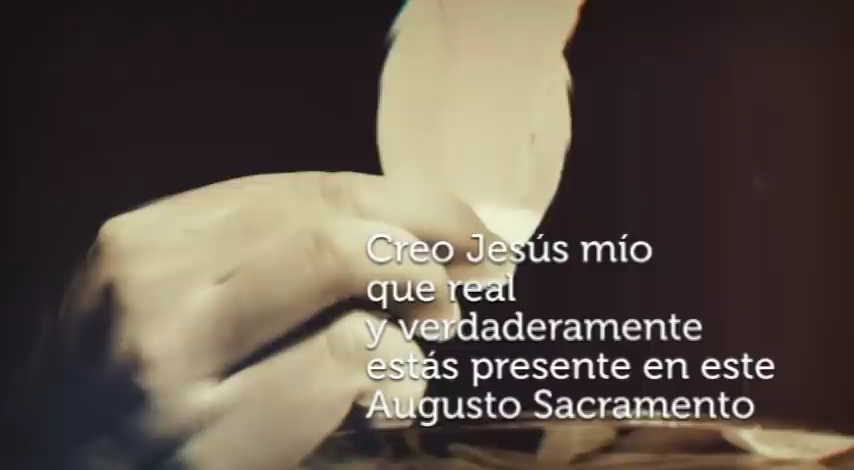 Creo Jesús mío
que real
y verdaderamente
estás presente en este
Augusto Sacramento